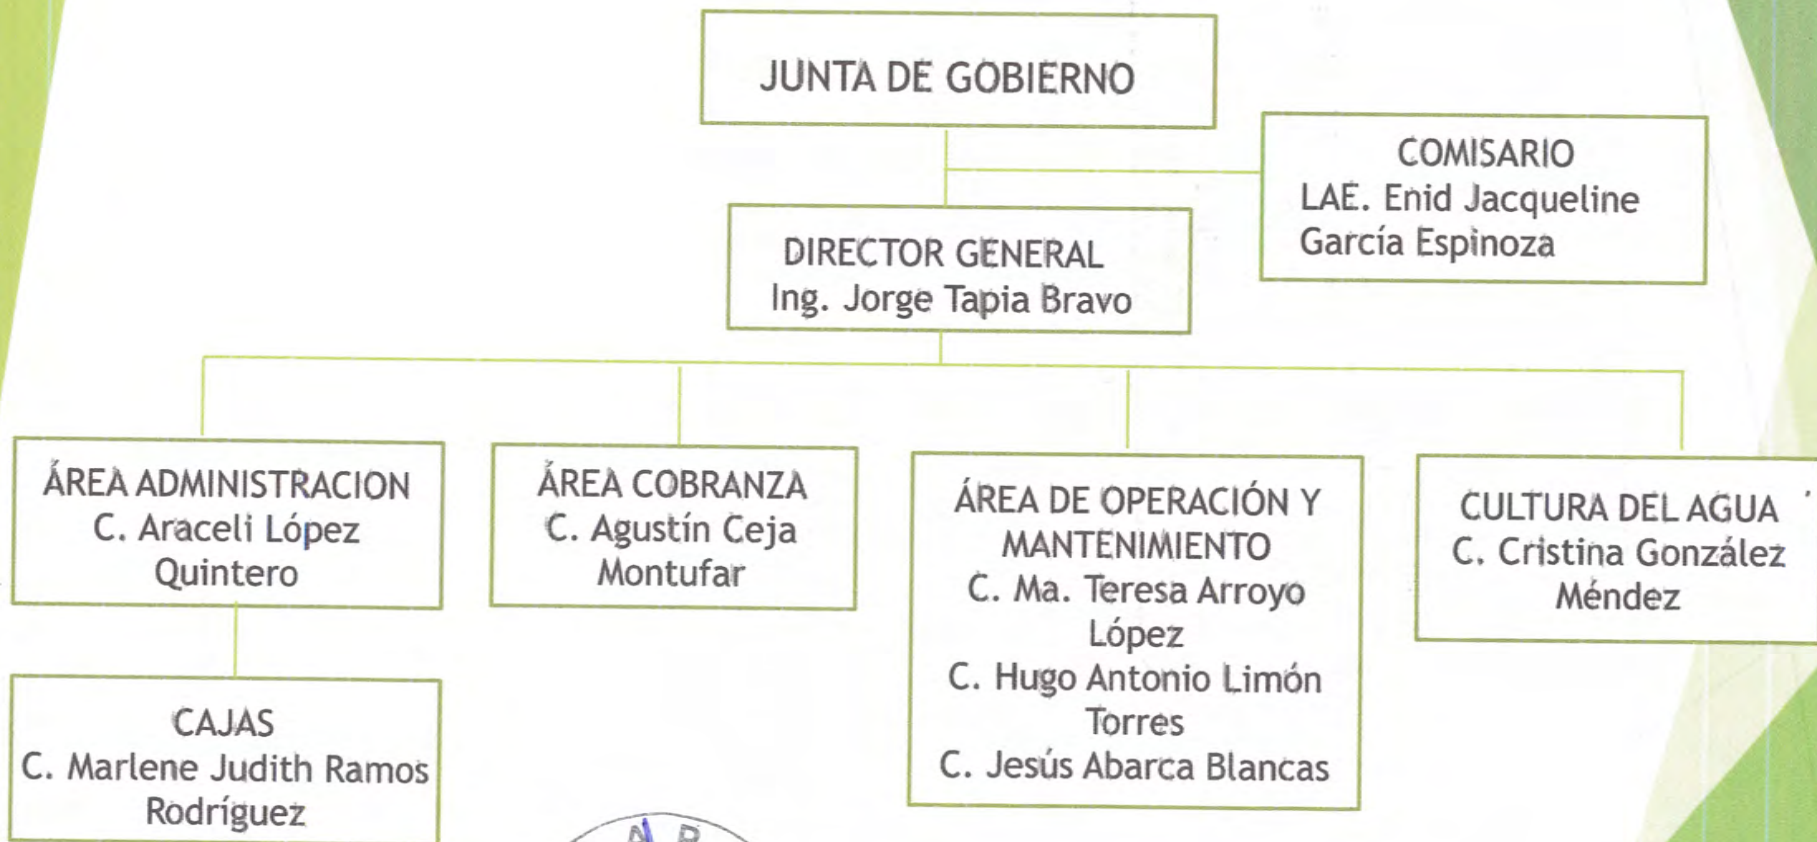 JUNTA DE GOBIERNO
COMISARIO
LAE. Enid Jacqueline
García Espinoza
DIRECTOR GENERAL
Ing. Jorge Tapia Bravo
ÁREA ADMINISTRACION
C. Araceli López
Quintero
ÁREA COBRANZA
C. Agustín Ceja
Montufar
ÁREA DE OPERACIÓN Y
MANTENIMIENTO
C. Ma. Teresa Arroyo
López
C. Hugo Antonio Limón
Torres
C. Jesús Abarca Blancas
CULTURA DEL AGUA
C. Cristina González
Méndez
CAJAS
C. Marlene Judith Ramos
Rodríguez